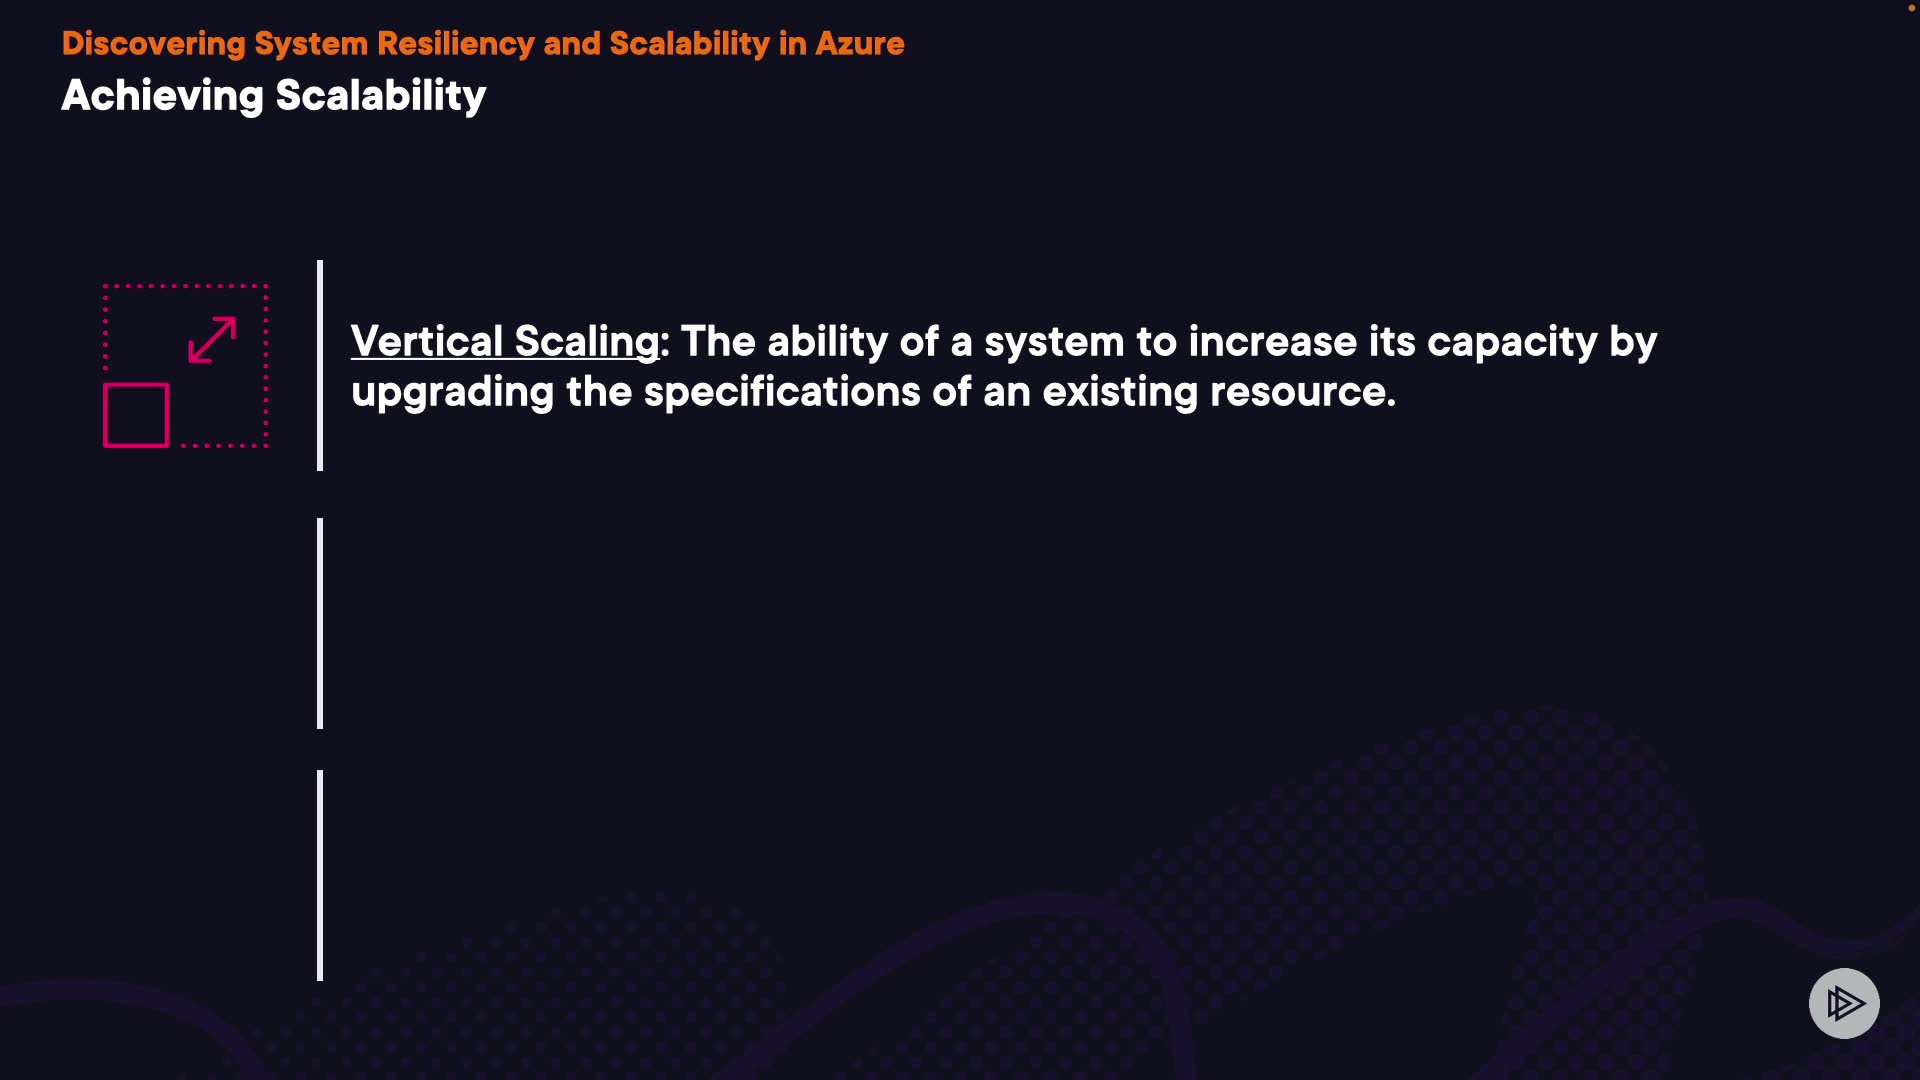 Discovering System Resiliency and Scalability in Azure
Achieving Scalability
Vertical Scaling: The ability of a system to increase its capacity by
upgrading the specifications of an existing resource.